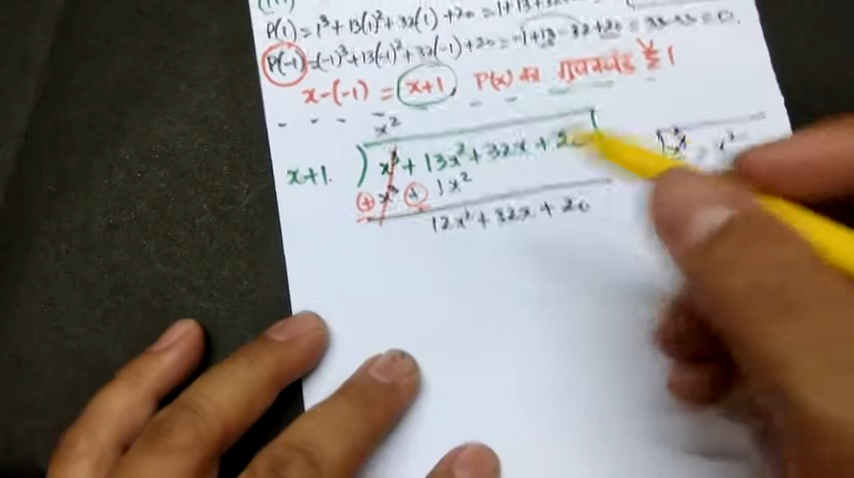 P(1) = 1³ + 13(1)² + 32(1) + 20 = 1 + 13 + 32
P(-1) = (-1)³ + 13(-1)² + 32(-1) + 20 = -1 + 13 - 32 + 20 = 33 - 33 = 0.
x - (-1) = x+1 P(x) का गुणनखंड है
x²
x+1. ) x³ + 13x² + 32x + 20
x³ + 1x²
12x² + 32x + 20